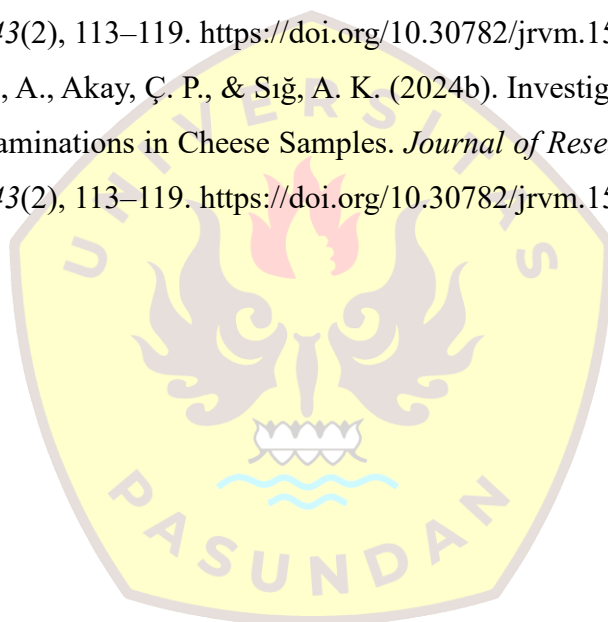 43(2), 113–119. https://doi.org/10.30782/jrvm.15
, A., Akay, Ç. P., & Sığ, A. K. (2024b). Investig
aminations in Cheese Samples. Journal of Rese
43(2), 113–119. https://doi.org/10.30782/jrvm.15
UNIVERSITAS
PASUNDAN